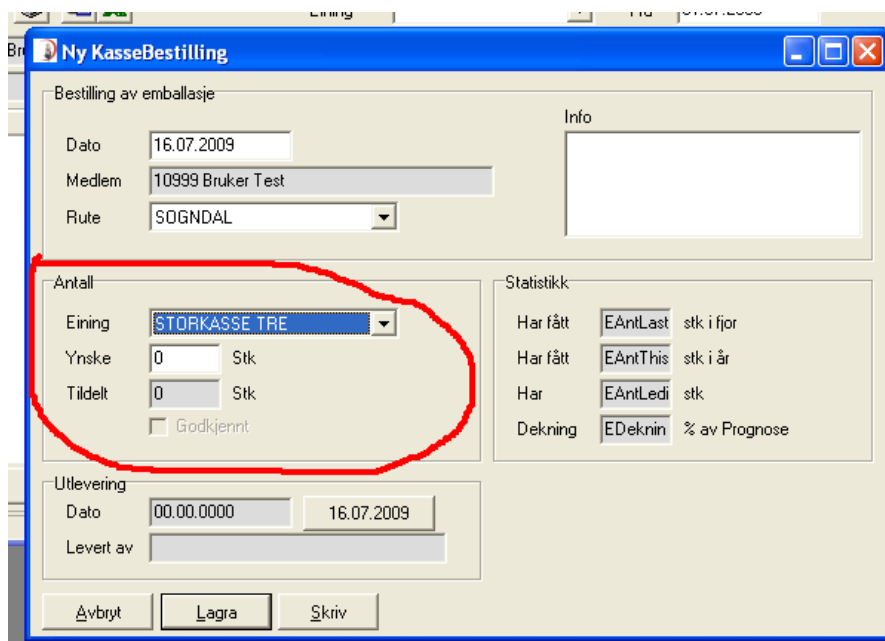 Eining
Ny KasseBestilling
Bestilling av emballasje
Info
Dato 16.07.2009
Medlem 10999 Bruker Test
Rute SOGNDAL
Antall
Eining STORKASSE TRE
Ynske 0 Stk
Tildelt 0 Stk
Godkjennt
Statistikk
Har fått EAntLast stk i fjor
Har fått EAntThis stk i år
Har EAntLedi stk
Dekning EDeknin % av Prognose
Utlevering
Dato 00.00.0000 16.07.2009
Levert av
Avbryt Lagra Skriv